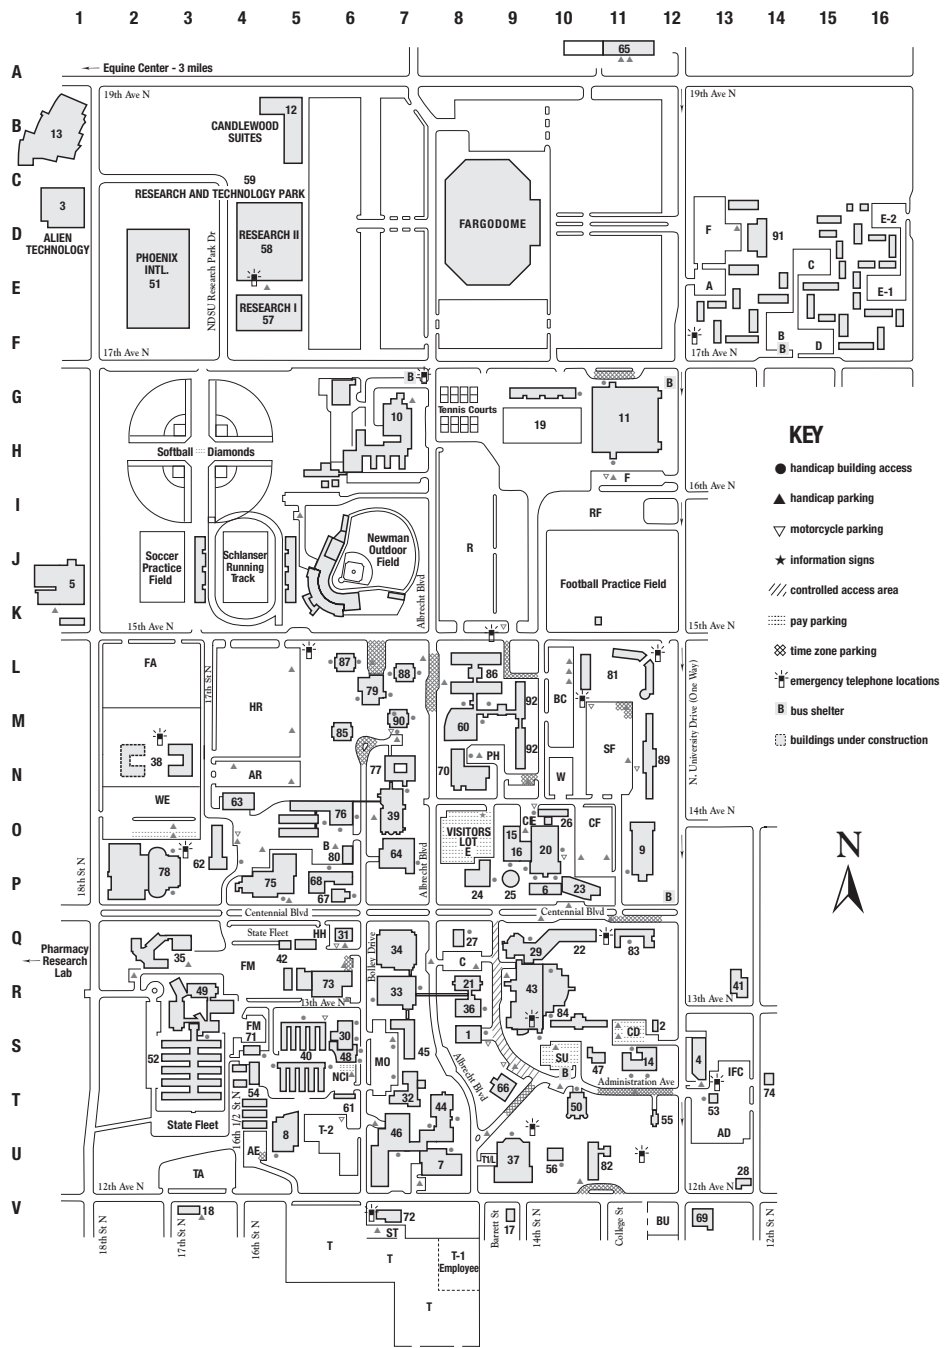 1 2 3 4 5 6 7 8 9 10 11 12 13 14 15 16
A
B
C
D
E
F
G
H
I
J
K
L
M
N
O
P
Q
R
S
T
U
V
65
Equine Center - 3 miles
19th Ave N
19th Ave N
13
12
CANDLEWOOD
SUITES
59
RESEARCH AND TECHNOLOGY PARK
3
ALIEN
TECHNOLOGY
PHOENIX
INTL.
51
NDSU Research Park Dr
RESEARCH II
58
RESEARCH I
57
FARGODOME
F
91
E-2
C
A
E-1
B
B
D
17th Ave N
17th Ave N
B
B
10
Tennis Courts
19
11
Softball
Diamonds
F
16th Ave N
RF
Soccer
Practice
Field
Schlanser
Running
Track
Newman
Outdoor
Field
Albrecht Blvd
R
Football Practice Field
5
15th Ave N
15th Ave N
KEY
handicap building access
handicap parking
motorcycle parking
information signs
controlled access area
pay parking
time zone parking
emergency telephone locations
B bus shelter
buildings under construction
FA
17th St N
HR
87
88
79
90
85
86
92
60
BC
81
SF
89
N. University Drive (One Way)
38
77
PH
70
92
W
AR
WE
63
76
39
14th Ave N
VISITORS
LOT
E
CE
26
15
16
20
CF
9
62
B
80
64
78
75
68
67
24
25
6
23
B
18th St N
Albrecht Blvd
Centennial Blvd
Centennial Blvd
Pharmacy
Research
Lab
35
State Fleet
42
HH
31
FM
Bolley Drive
34
27
C
29
22
83
49
73
33
21
36
43
41
13th Ave N
13th Ave N
84
FM
71
40
30
48
NCI
MO
45
1
CD
2
SU
B
47
14
4
IFC
52
54
61
Albrecht Blvd
66
Administration Ave
74
State Fleet
16th 1/2 St N
8
T-2
32
44
50
55
53
AD
AE
46
7
T1/L
37
56
82
TA
28
12th Ave N
12th Ave N
18
72
ST
Barrett St
17
14th St N
College St
BU
69
12th St N
18th St N
17th St N
16th St N
T
T
T-1
Employee
T
N